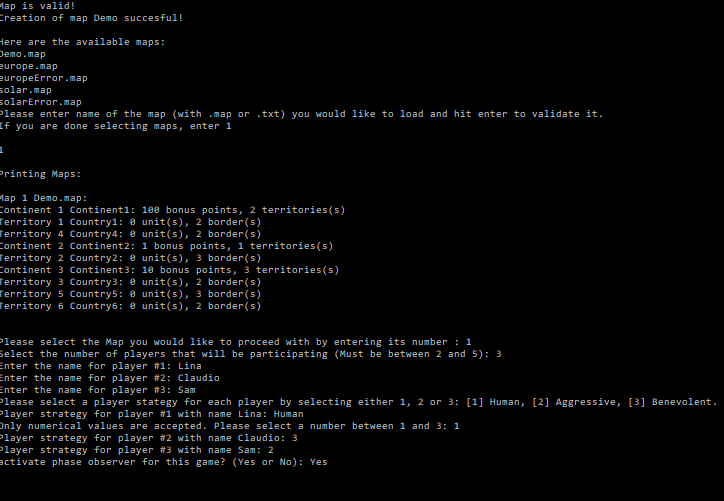 Map is valid!
Creation of map Demo succesful!
Here are the available maps:
Demo.map
europe.map
europeError.map
solar.map
solarError.map
Please enter name of the map (with .map or .txt) you would like to load and hit enter to validate it.
If you are done selecting maps, enter 1
1
Printing Maps:
Map 1 Demo.map:
Continent 1 Continent1: 100 bonus points, 2 territories(s)
Territory 1 Country1: 0 unit(s), 2 border(s)
Territory 4 Country4: 0 unit(s), 2 border(s)
Continent 2 Continent2: 1 bonus points, 1 territories(s)
Territory 2 Country2: 0 unit(s), 3 border(s)
Continent 3 Continent3: 10 bonus points, 3 territories(s)
Territory 3 Country3: 0 unit(s), 2 border(s)
Territory 5 Country5: 0 unit(s), 3 border(s)
Territory 6 Country6: 0 unit(s), 2 border(s)
Please select the Map you would like to proceed with by entering its number : 1
Select the number of players that will be participating (Must be between 2 and 5): 3
Enter the name for player #1: Lina
Enter the name for player #2: Claudio
Enter the name for player #3: Sam
Please select a player stategy for each player by selecting either 1, 2 or 3: [1] Human, [2] Aggressive, [3] Benevolent.
Player strategy for player #1 with name Lina: Human
Only numerical values are accepted. Please select a number between 1 and 3: 1
Player strategy for player #2 with name Claudio: 3
Player strategy for player #3 with name Sam: 2
activate phase observer for this game? (Yes or No): Yes